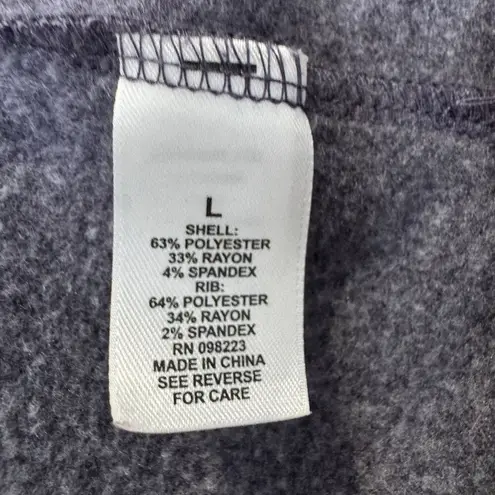 L
SHELL:
63% POLYESTER
33% RAYON
4% SPANDEX
RIB:
64% POLYESTER
34% RAYON
2% SPANDEX
RN 098223
MADE IN CHINA
SEE REVERSE
FOR CARE